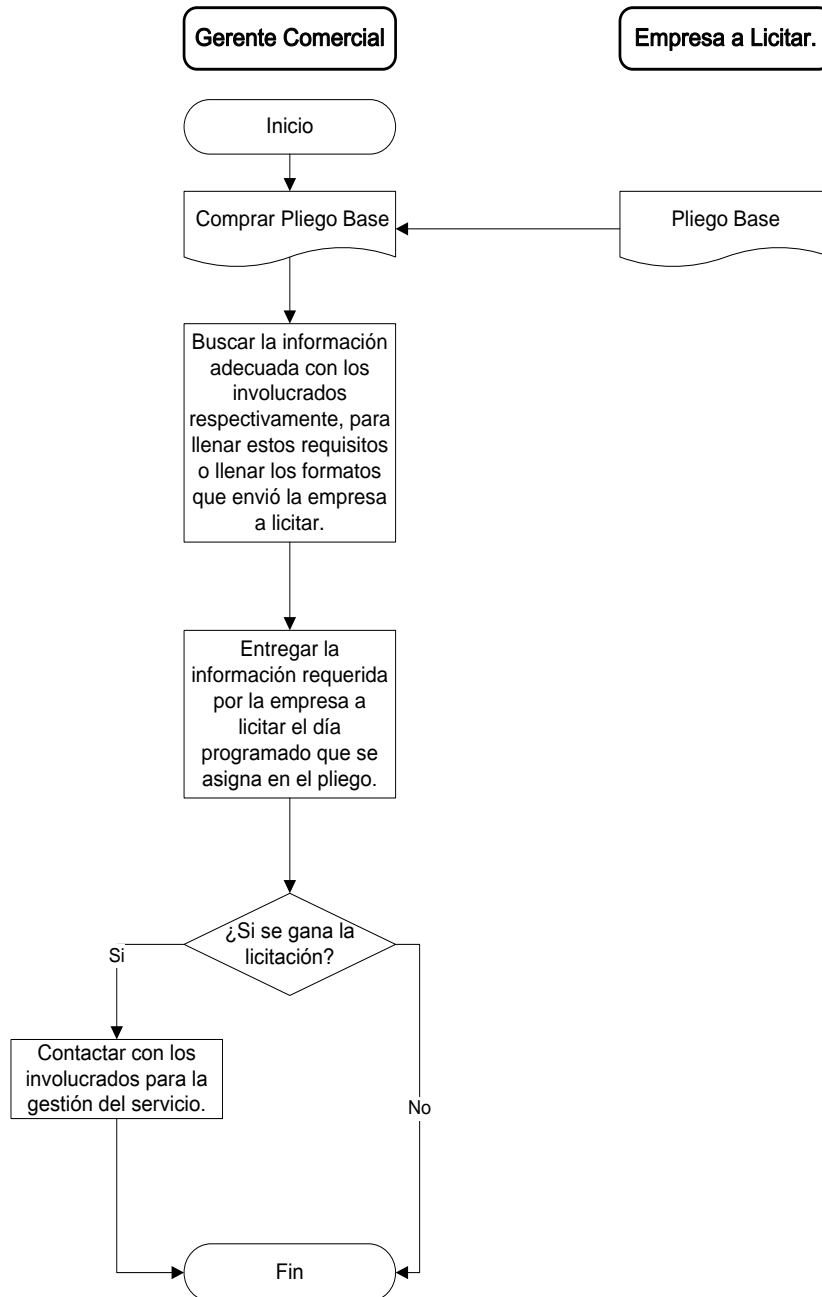 Gerente Comercial
Empresa a Licitar.
Inicio
Comprar Pliego Base
Pliego Base
Buscar la información
adecuada con los
involucrados
respectivamente, para
llenar estos requisitos
o llenar los formatos
que envió la empresa
a licitar.
Entregar la
información requerida
por la empresa a
licitar el día
programado que se
asigna en el pliego.
¿Si se gana la
licitación?
Si
Contactar con los
involucrados para la
gestión del servicio.
No
Fin